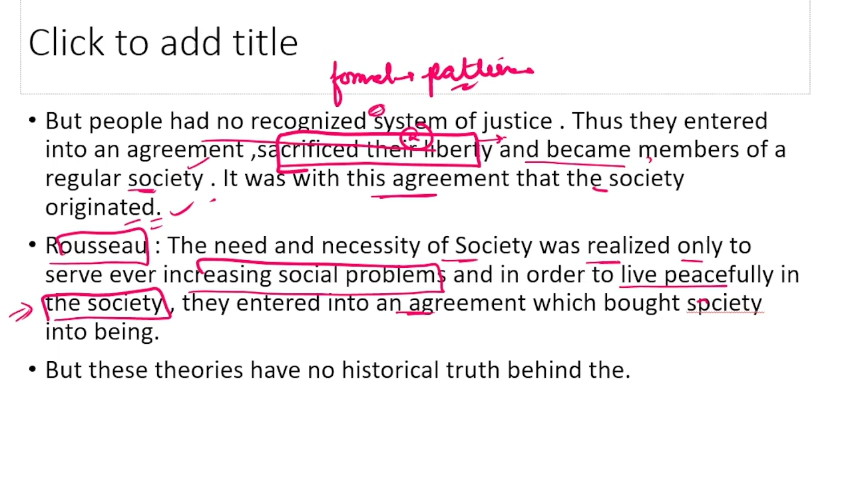 Click to add title
formal pattern
• But people had no recognized system of justice . Thus they entered
into an agreement ,sacrificed their liberty and became members of a
regular society . It was with this agreement that the society
originated.
• Rousseau : The need and necessity of Society was realized only to
serve ever increasing social problems and in order to live peacefully in
the society , they entered into an agreement which bought society
into being.
• But these theories have no historical truth behind the.